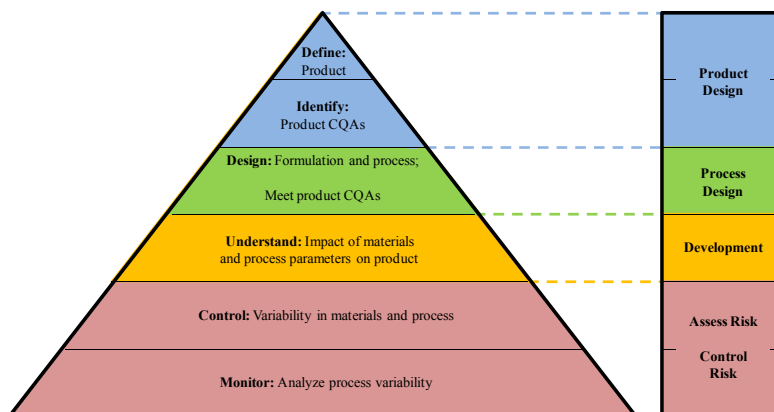 Define:
Product
Identify:
Product CQAs
Design: Formulation and process;
Meet product CQAs
Understand: Impact of materials
and process parameters on product
Control: Variability in materials and process
Monitor: Analyze process variability
Product
Design
Process
Design
Development
Assess Risk
Control
Risk